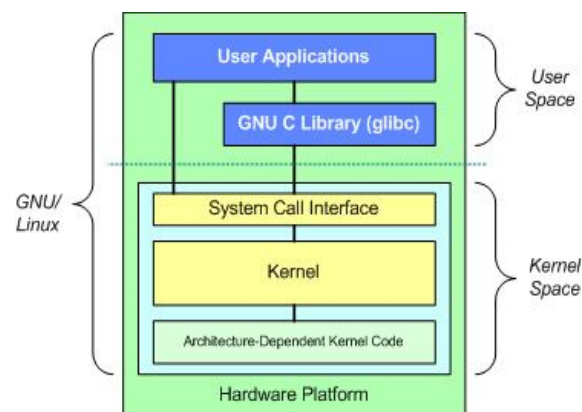 User Applications
GNU C Library (glibc)
User
Space
GNU/
Linux
System Call Interface
Kernel
Kernel
Space
Architecture-Dependent Kernel Code
Hardware Platform